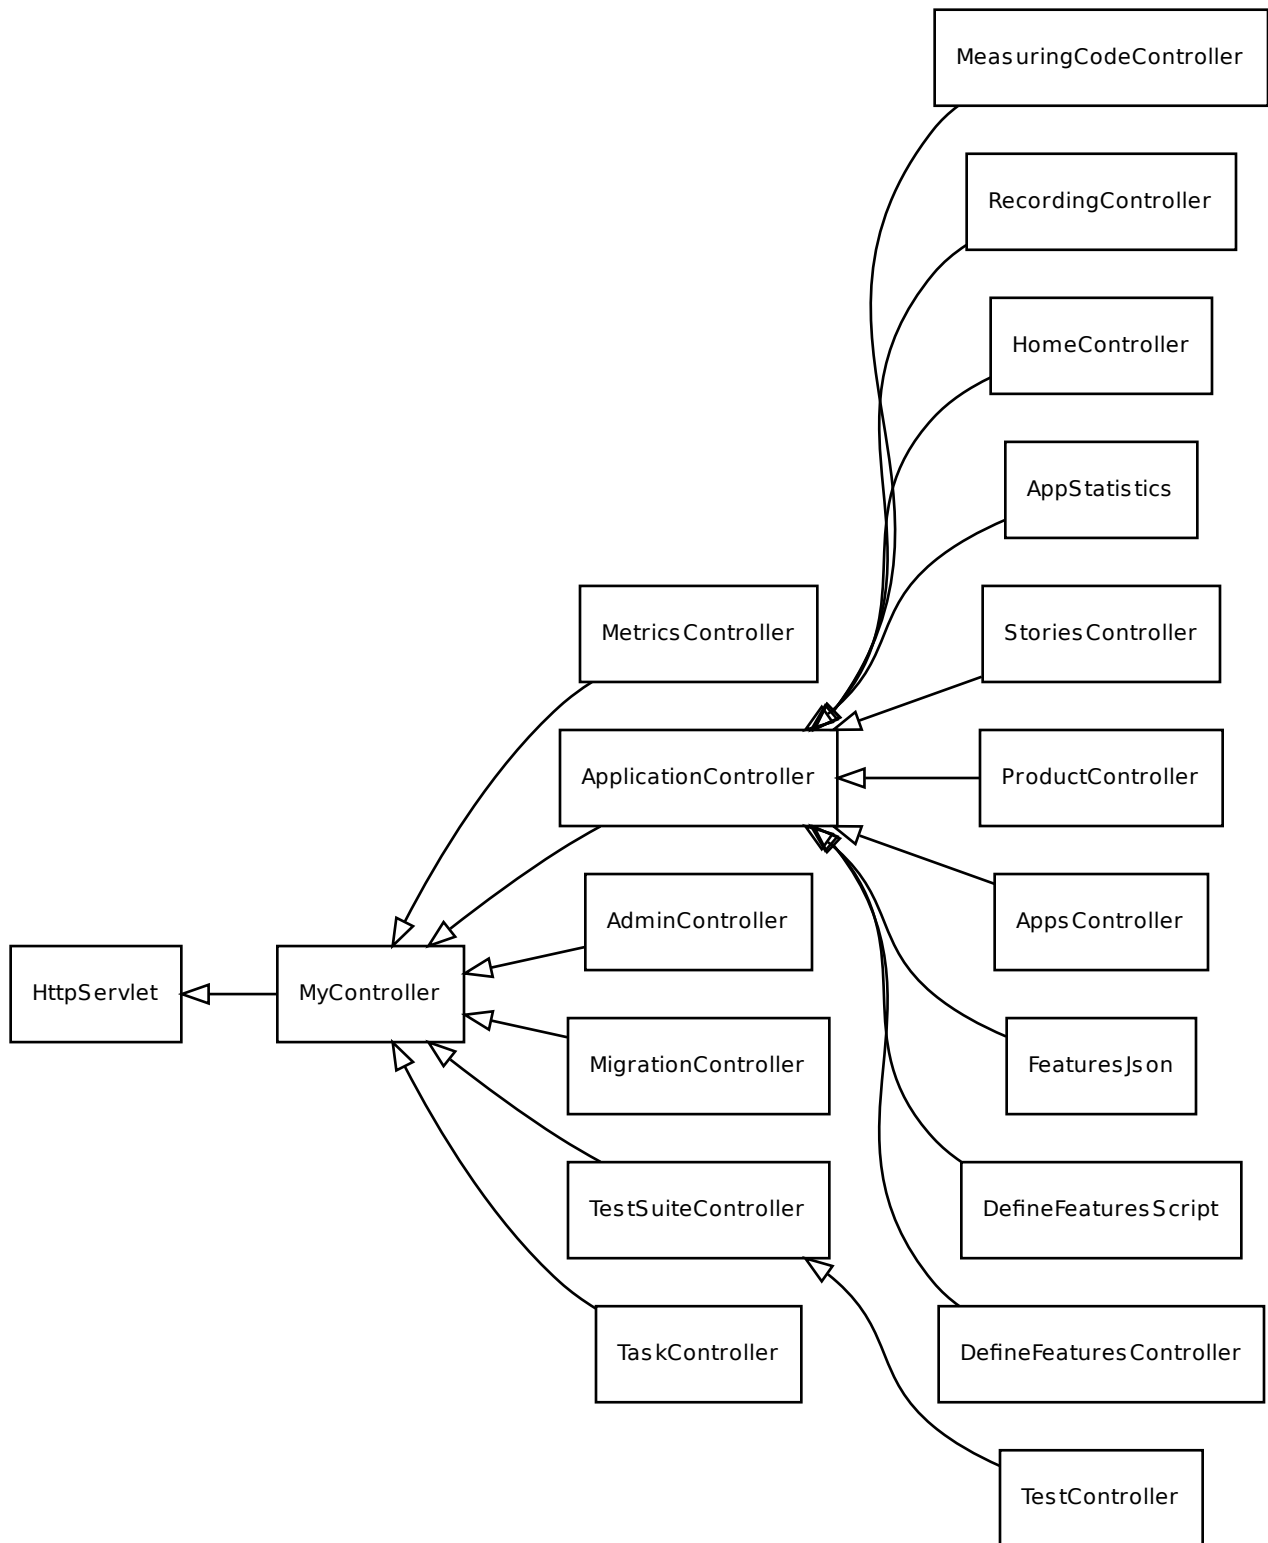 MeasuringCodeController
RecordingController
HomeController
AppStatistics
MetricsController
StoriesController
ApplicationController
ProductController
AdminController
AppsController
HttpServlet
MyController
MigrationController
FeaturesJson
TestSuiteController
DefineFeaturesScript
TaskController
DefineFeaturesController
TestController